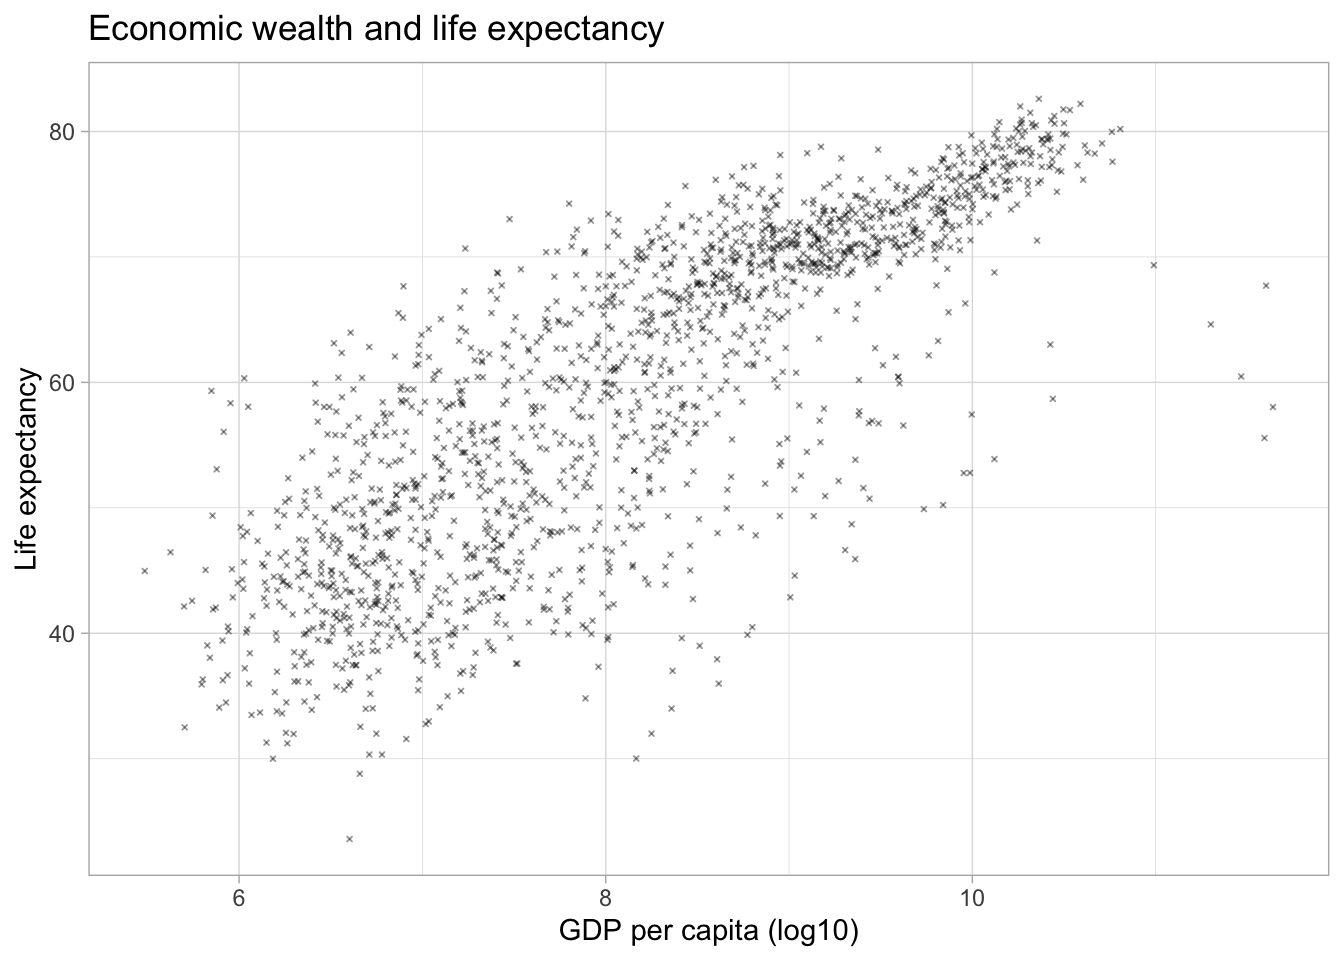 Economic wealth and life expectancy
80
60
40
Life expectancy
6 8 10
GDP per capita (log10)